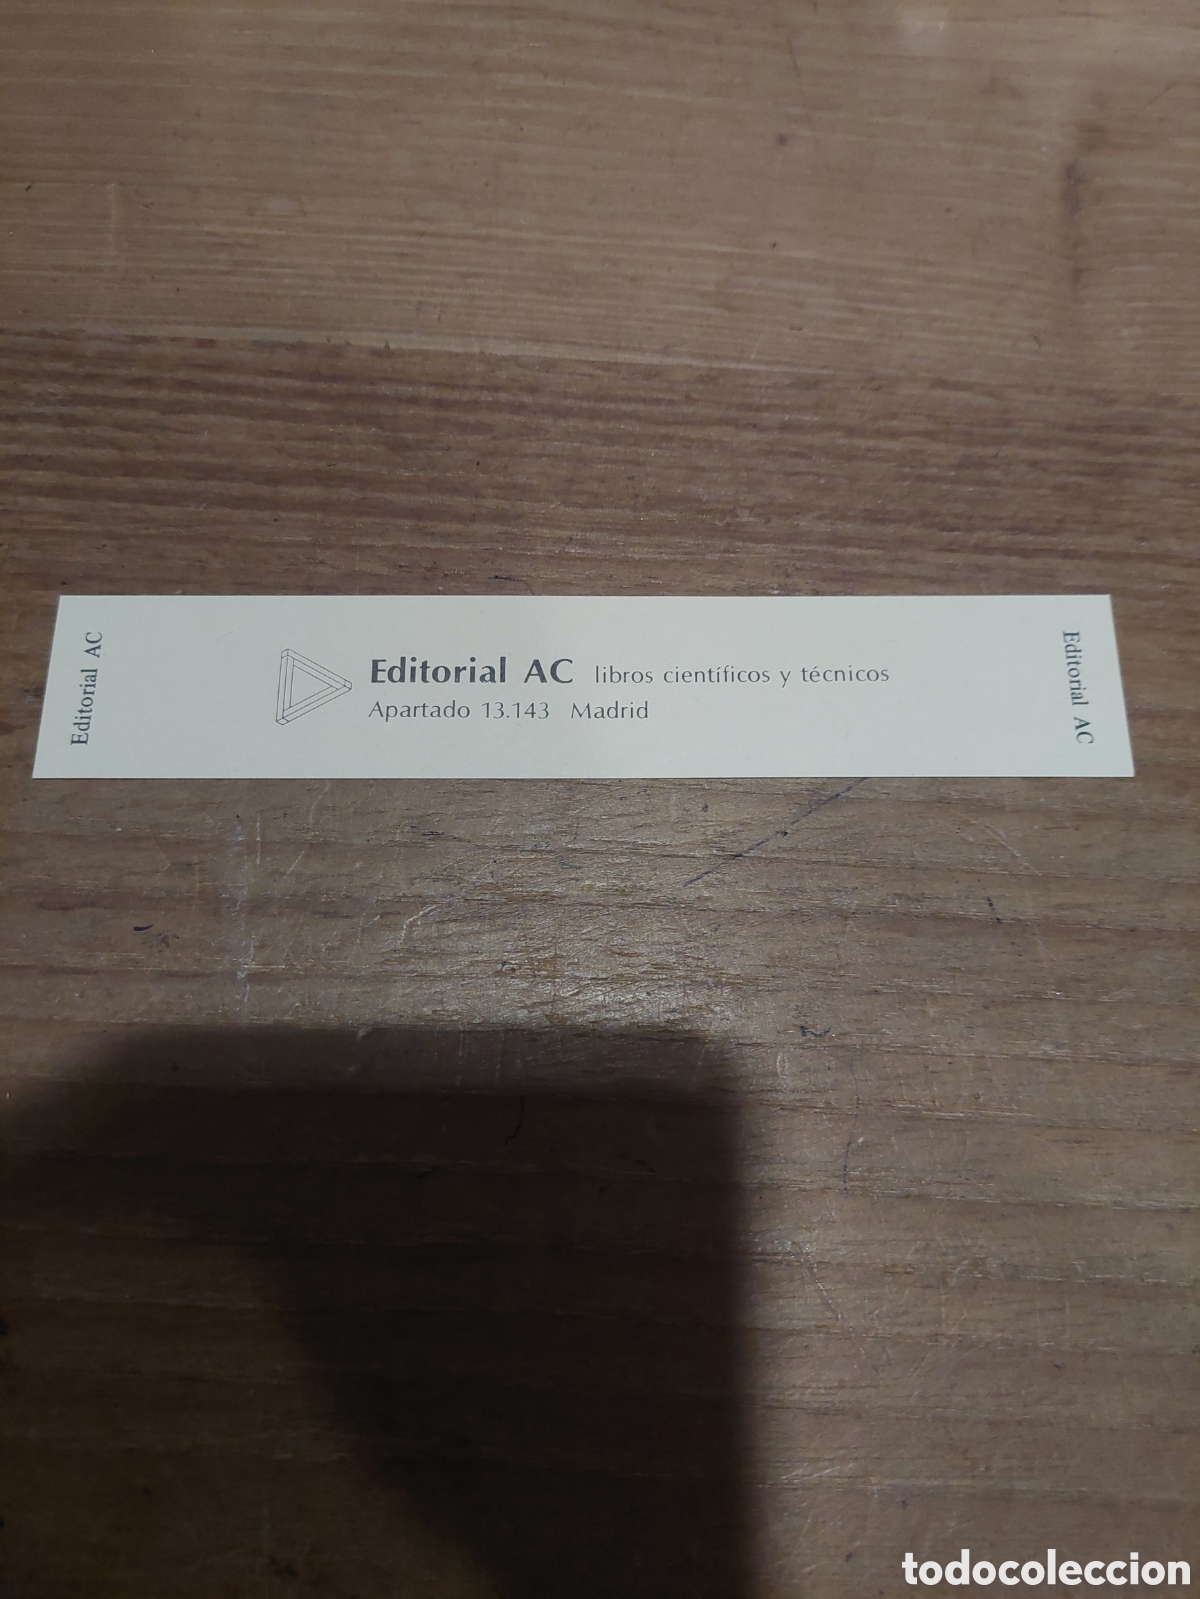 Editorial AC
Editorial AC libros científicos y técnicos
Apartado 13.143 Madrid
Editorial AC
todocoleccion